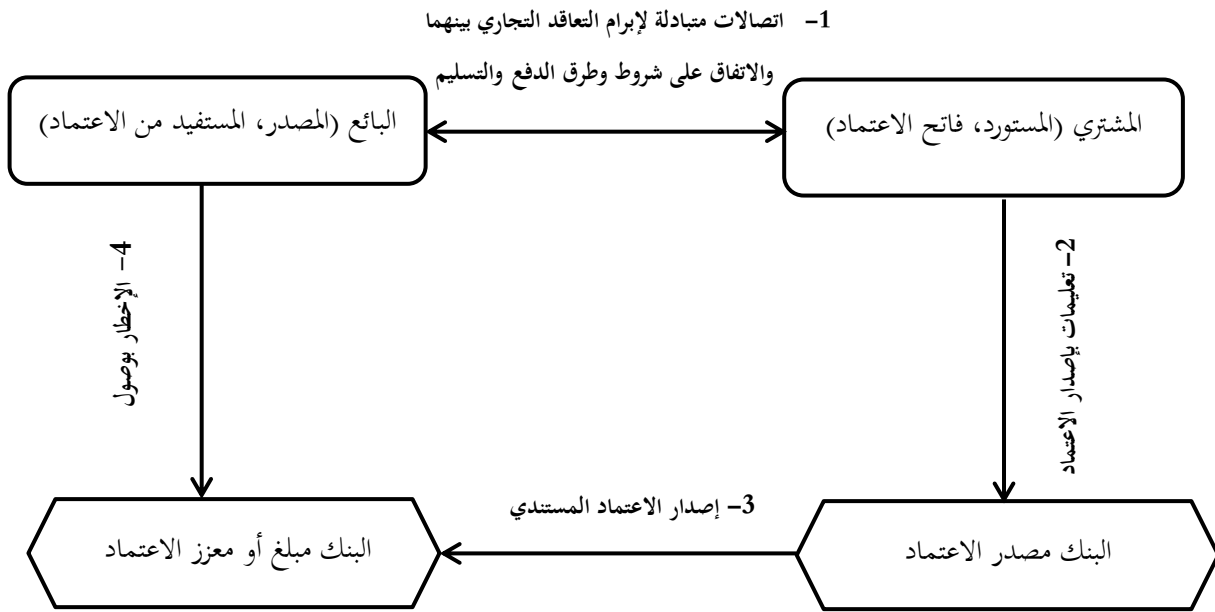 1- اتصالات متبادلة لإبرام التعاقد التجاري بينهما
والاتفاق على شروط وطرق الدفع والتسليم
المشتري (المستورد، فاتح الاعتماد)
البائع (المصدر، المستفيد من الاعتماد)
2- تعليمات بإصدار الاعتماد
4- الإخطار بوصول
3- إصدار الاعتماد المستندي
البنك مصدر الاعتماد
البنك مبلغ أو معزز الاعتماد